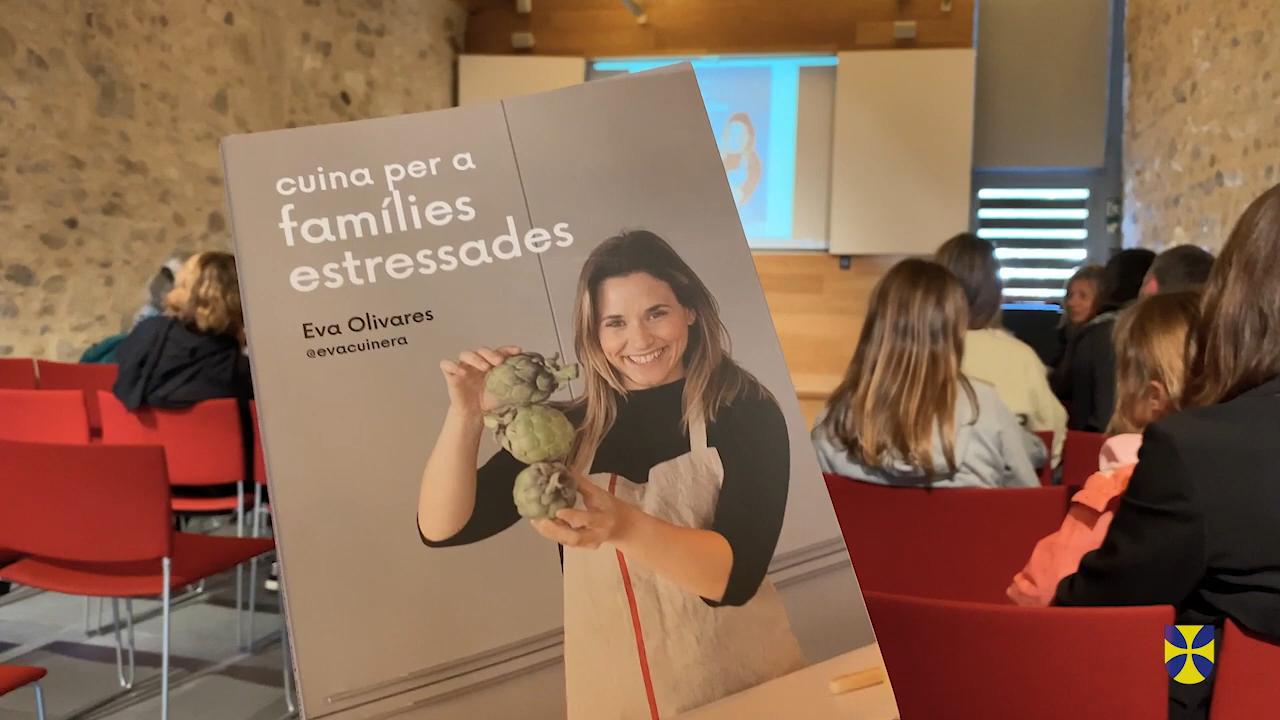 cuina per a
famílies
estressades
Eva Olivares
@evacuinera